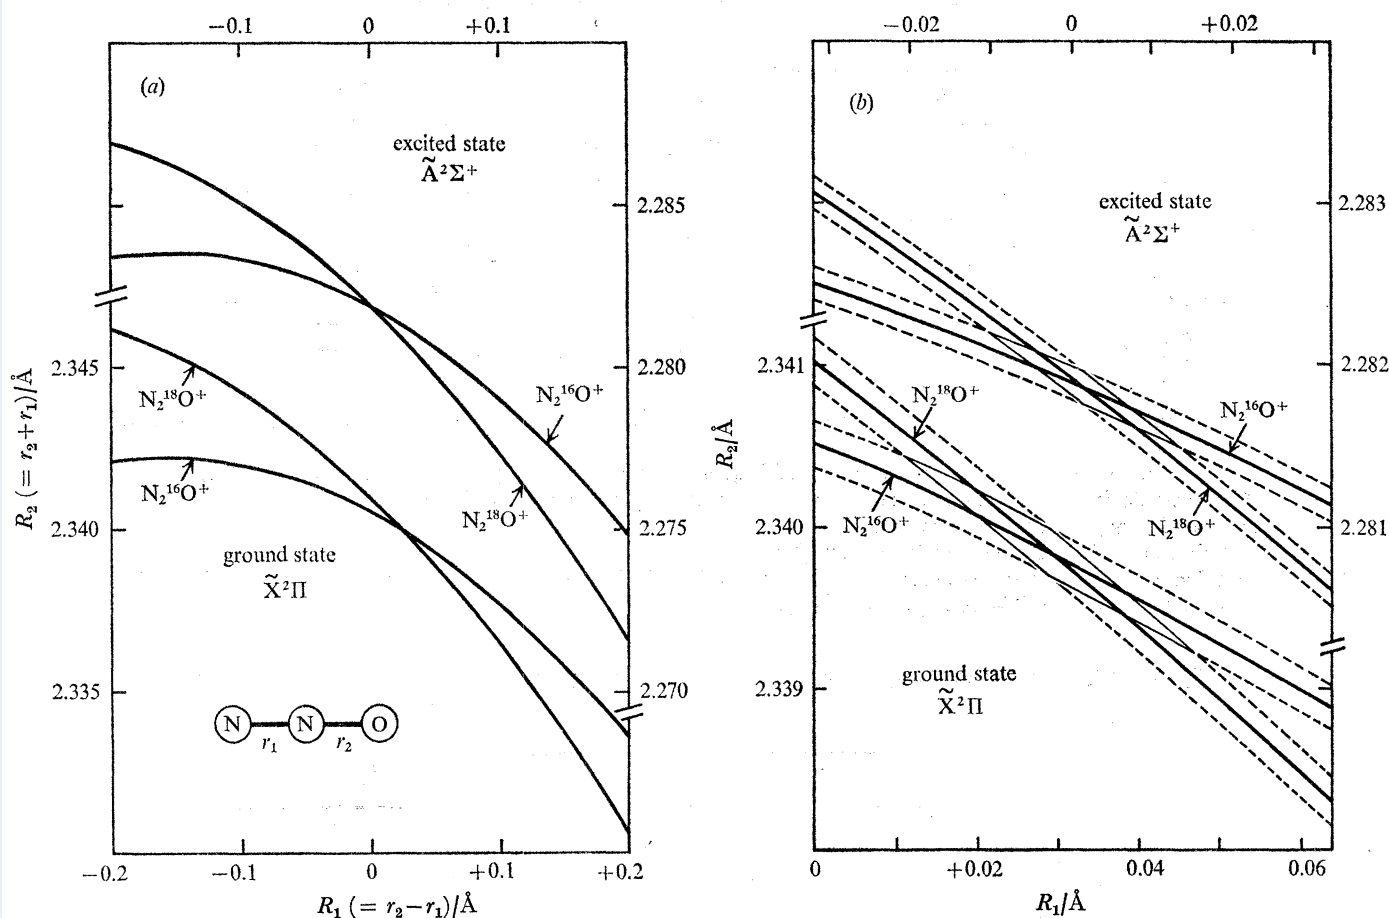 −0.1 0 +0.1
(a)
excited state
Ã²Σ⁺
2.285
2.280
2.275
2.270
R₂ (= r₂+r₁)/Å
2.345
2.340
2.335
N₂¹⁸O⁺
N₂¹⁶O⁺
N₂¹⁶O⁺
N₂¹⁸O⁺
ground state
X̃²Π
N N O
r₁ r₂
−0.2 −0.1 0 +0.1 +0.2
R₁ (= r₂−r₁)/Å
−0.02 0 +0.02
(b)
excited state
Ã²Σ⁺
2.283
2.282
2.281
R₂/Å
2.341
2.340
2.339
N₂¹⁸O⁺
N₂¹⁶O⁺
N₂¹⁶O⁺
N₂¹⁸O⁺
ground state
X̃²Π
0 +0.02 0.04 0.06
R₁/Å